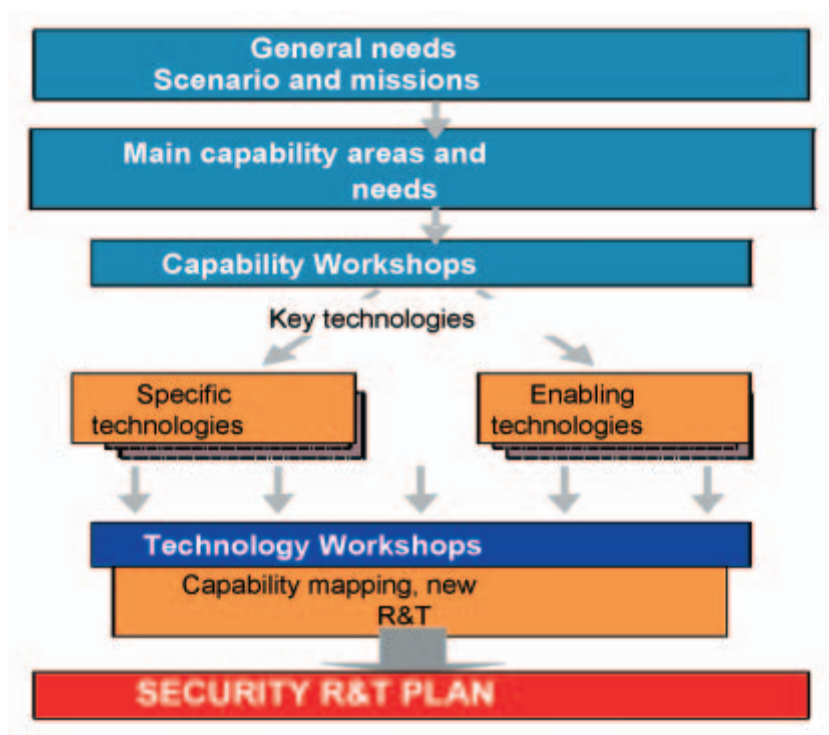 General needs
Scenario and missions
Main capability areas and
needs
Capability Workshops
Key technologies
Specific
technologies
Enabling
technologies
Technology Workshops
Capability mapping, new
R&T
SECURITY R&T PLAN